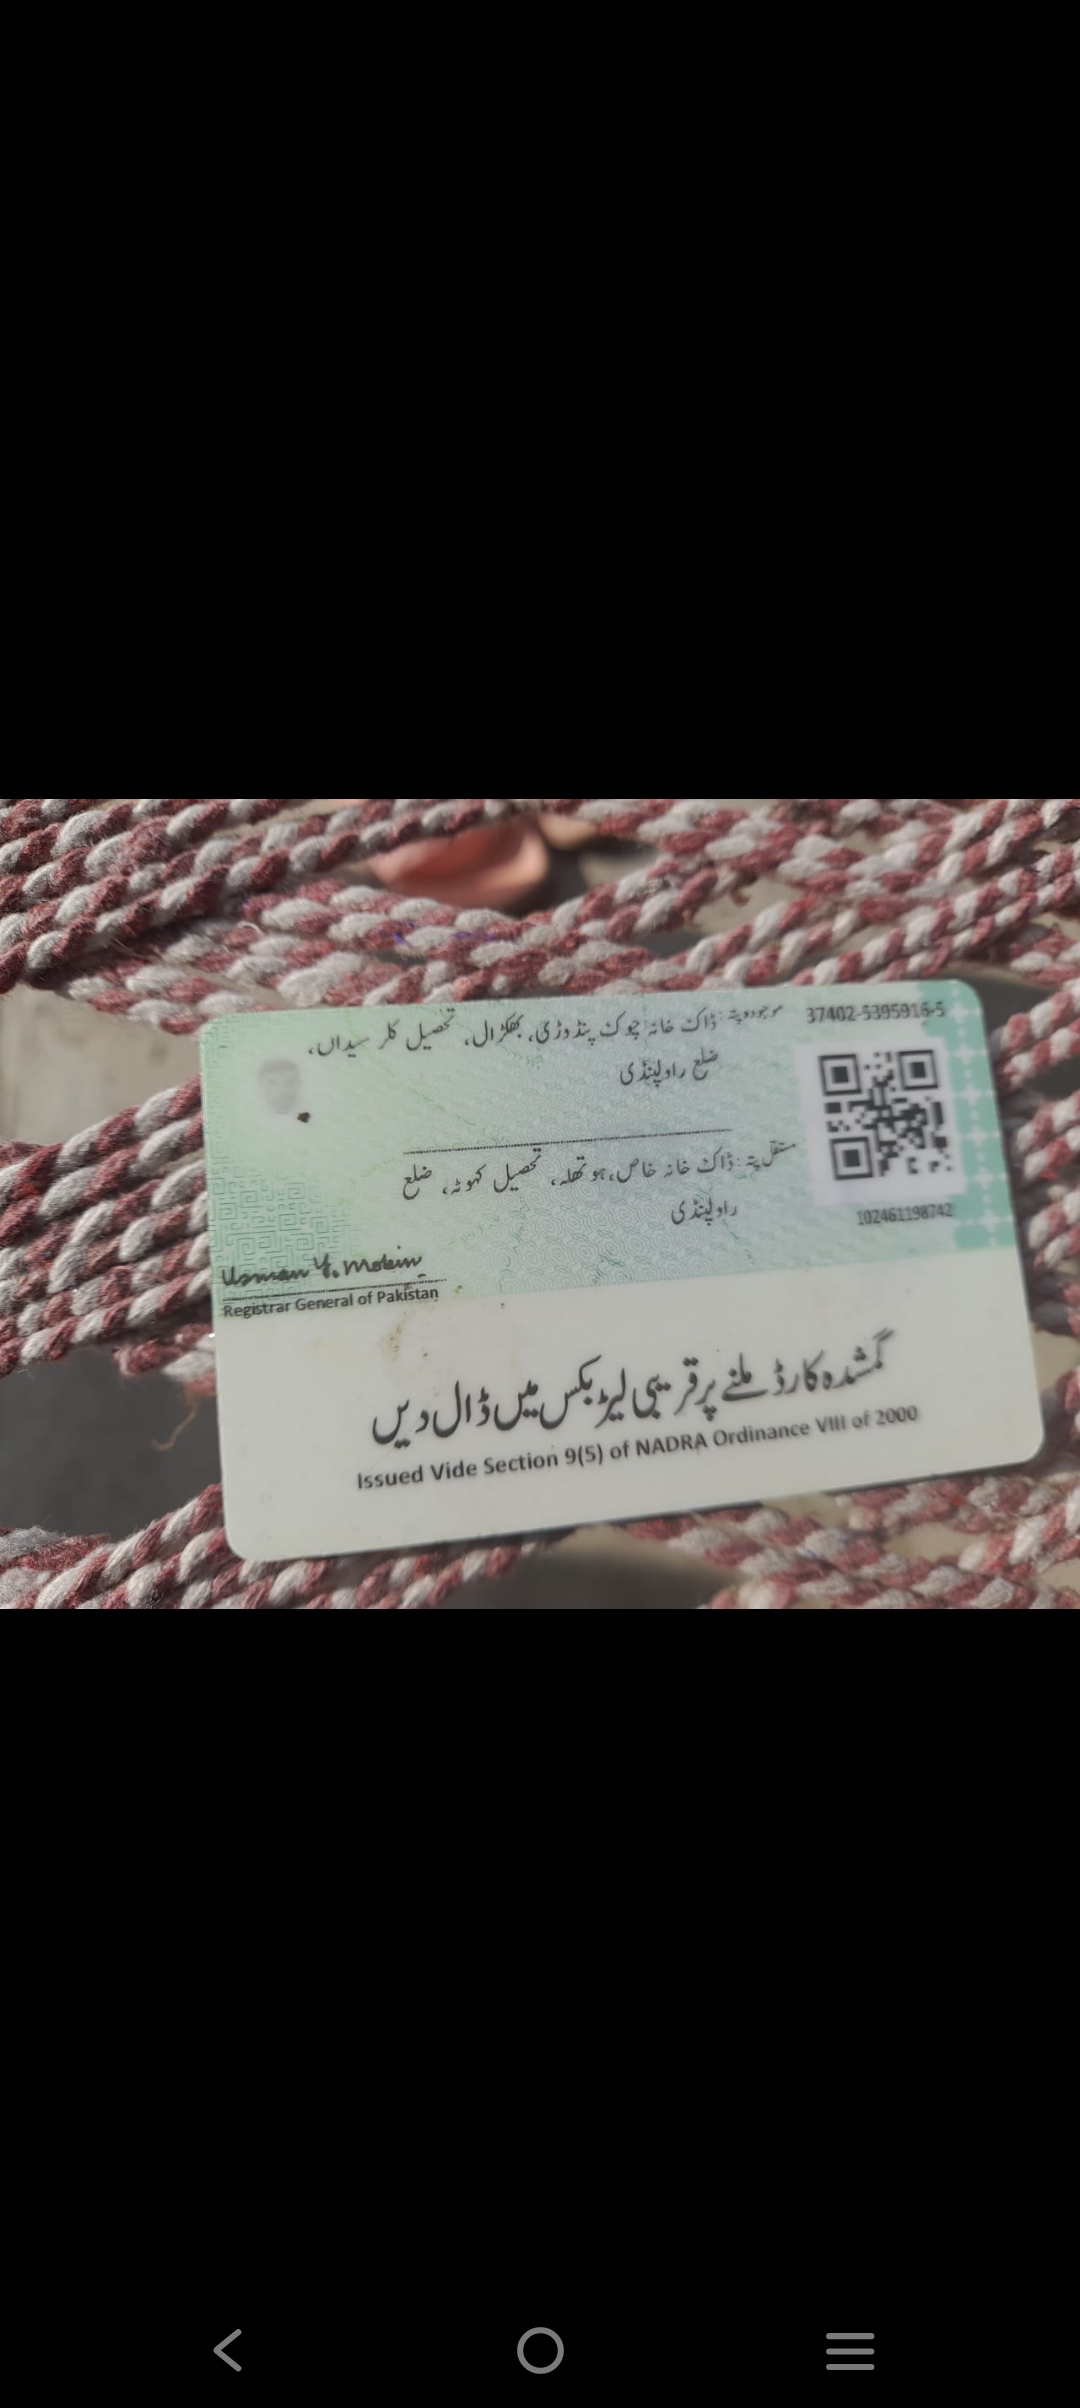 موجودہ پتہ: ڈاک خانہ چوک پنڈوڑی، بھکڑال، تحصیل کلر سیداں،
ضلع راولپنڈی
37402-5395916-5
مستقل پتہ: ڈاک خانہ خاص، ہوتھلہ، تحصیل کہوٹہ، ضلع
راولپنڈی
102461198742
Usman Y. Mobin
Registrar General of Pakistan
گمشدہ کارڈ ملنے پر قریبی لیٹر بکس میں ڈال دیں
Issued Vide Section 9(5) of NADRA Ordinance VIII of 2000